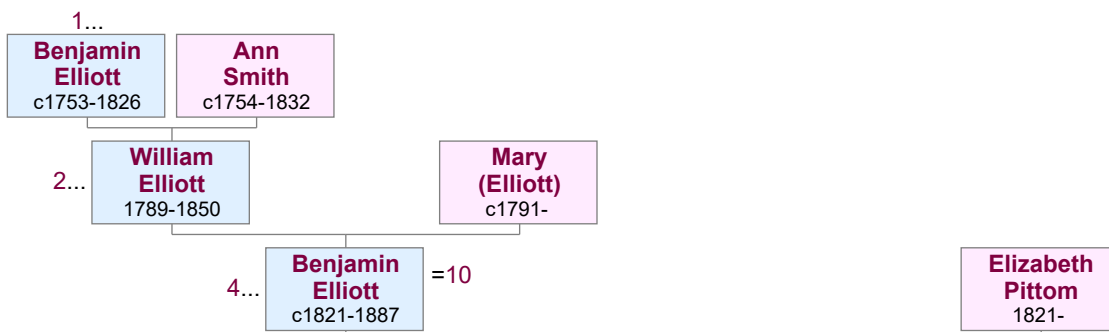 1...
Benjamin
Elliott
c1753-1826
Ann
Smith
c1754-1832
2...
William
Elliott
1789-1850
Mary
(Elliott)
c1791-
4...
Benjamin
Elliott
c1821-1887
=10
Elizabeth
Pittom
1821-